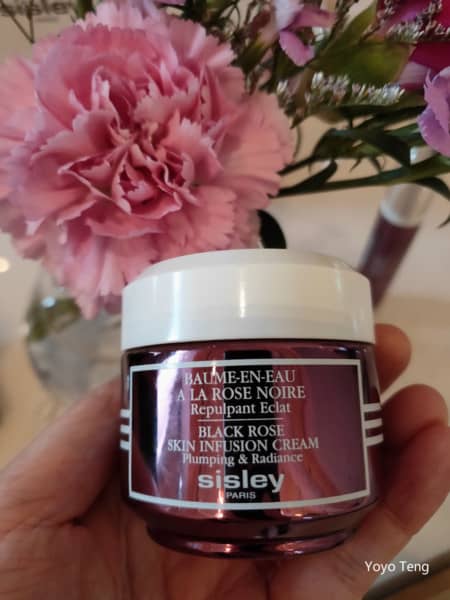 sisley
BAUME-EN-EAU
A LA ROSE NOIRE
Repulpant Eclat
BLACK ROSE
SKIN INFUSION CREAM
Plumping & Radiance
sisley
PARIS
Yoyo Teng